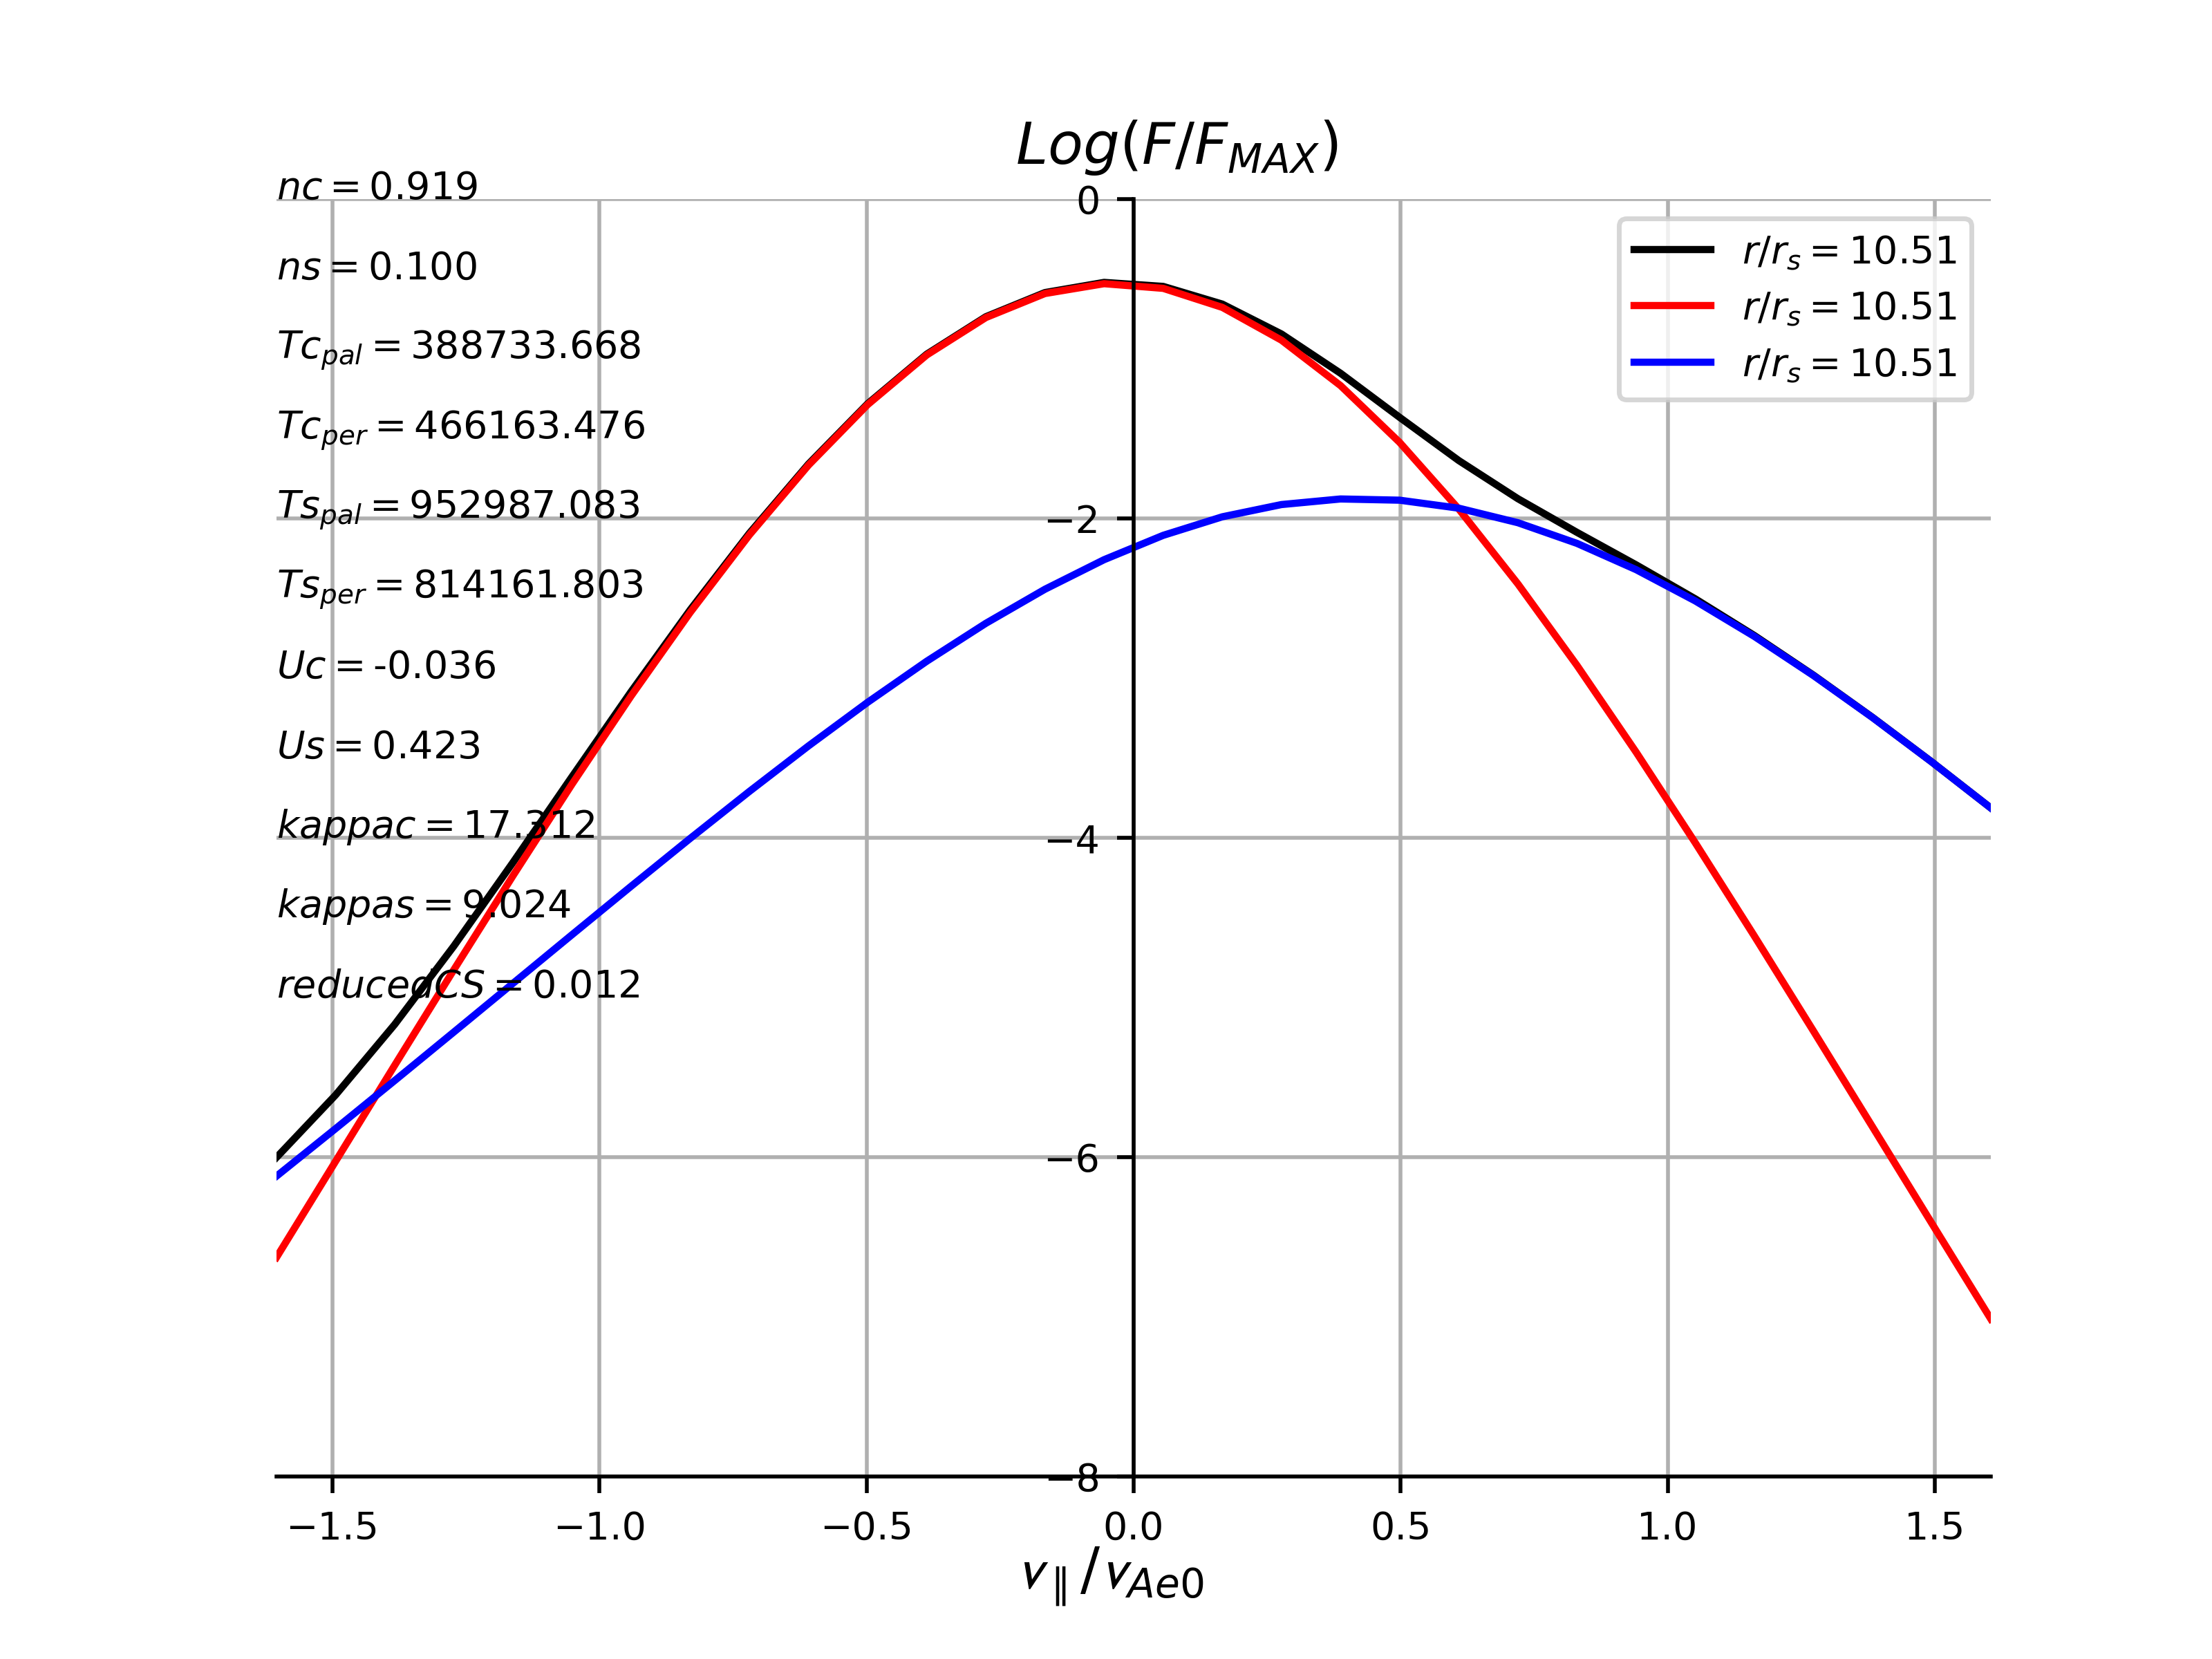 Log(F/F_MAX)
nc = 0.919
ns = 0.100
Tc_pal = 388733.668
Tc_per = 466163.476
Ts_pal = 952987.083
Ts_per = 814161.803
Uc = -0.036
Us = 0.423
kappac = 17.312
kappas = 9.024
reducedCS = 0.012
r/r_s = 10.51
r/r_s = 10.51
r/r_s = 10.51
0
−2
−4
−6
−8
−1.5 −1.0 −0.5 0.0 0.5 1.0 1.5
v_∥/v_Ae0